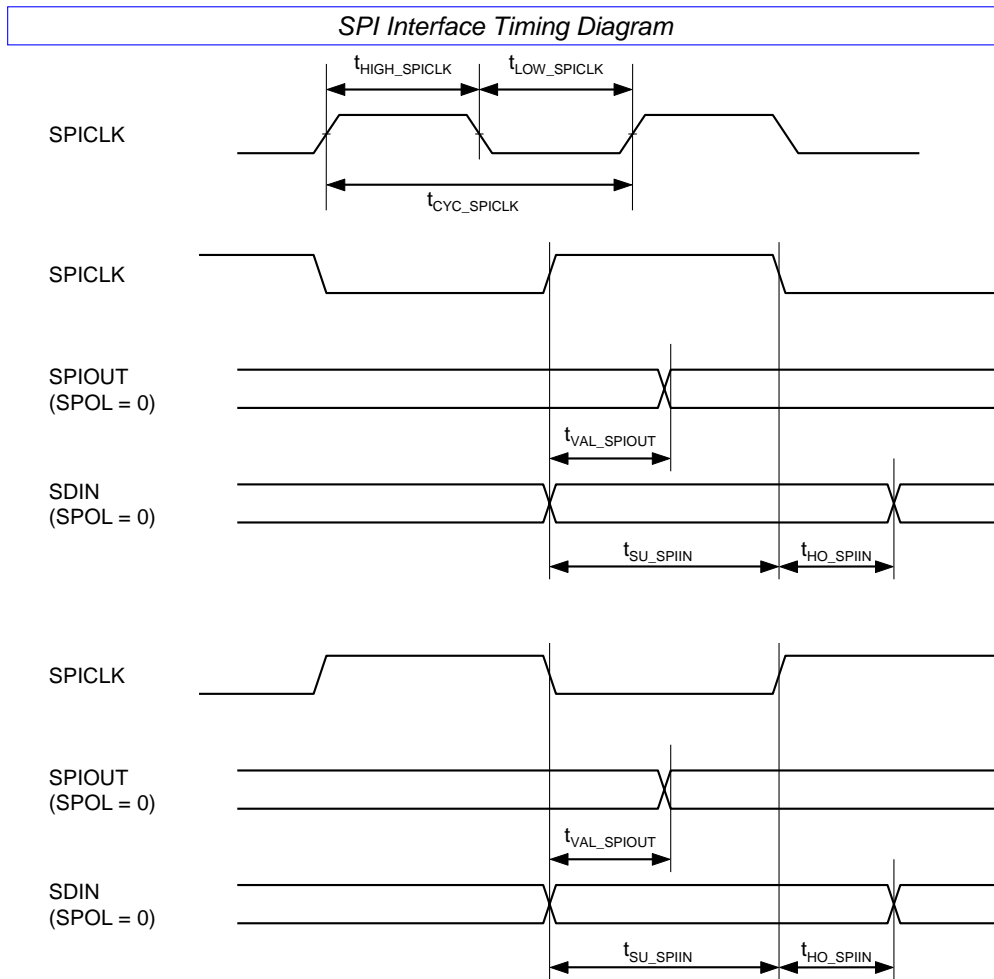 SPI Interface Timing Diagram
tHIGH_SPICLK tLOW_SPICLK
SPICLK
tCYC_SPICLK
SPICLK
SPIOUT
(SPOL = 0)
tVAL_SPIOUT
SDIN
(SPOL = 0)
tSU_SPIIN tHO_SPIIN
SPICLK
SPIOUT
(SPOL = 0)
tVAL_SPIOUT
SDIN
(SPOL = 0)
tSU_SPIIN tHO_SPIIN